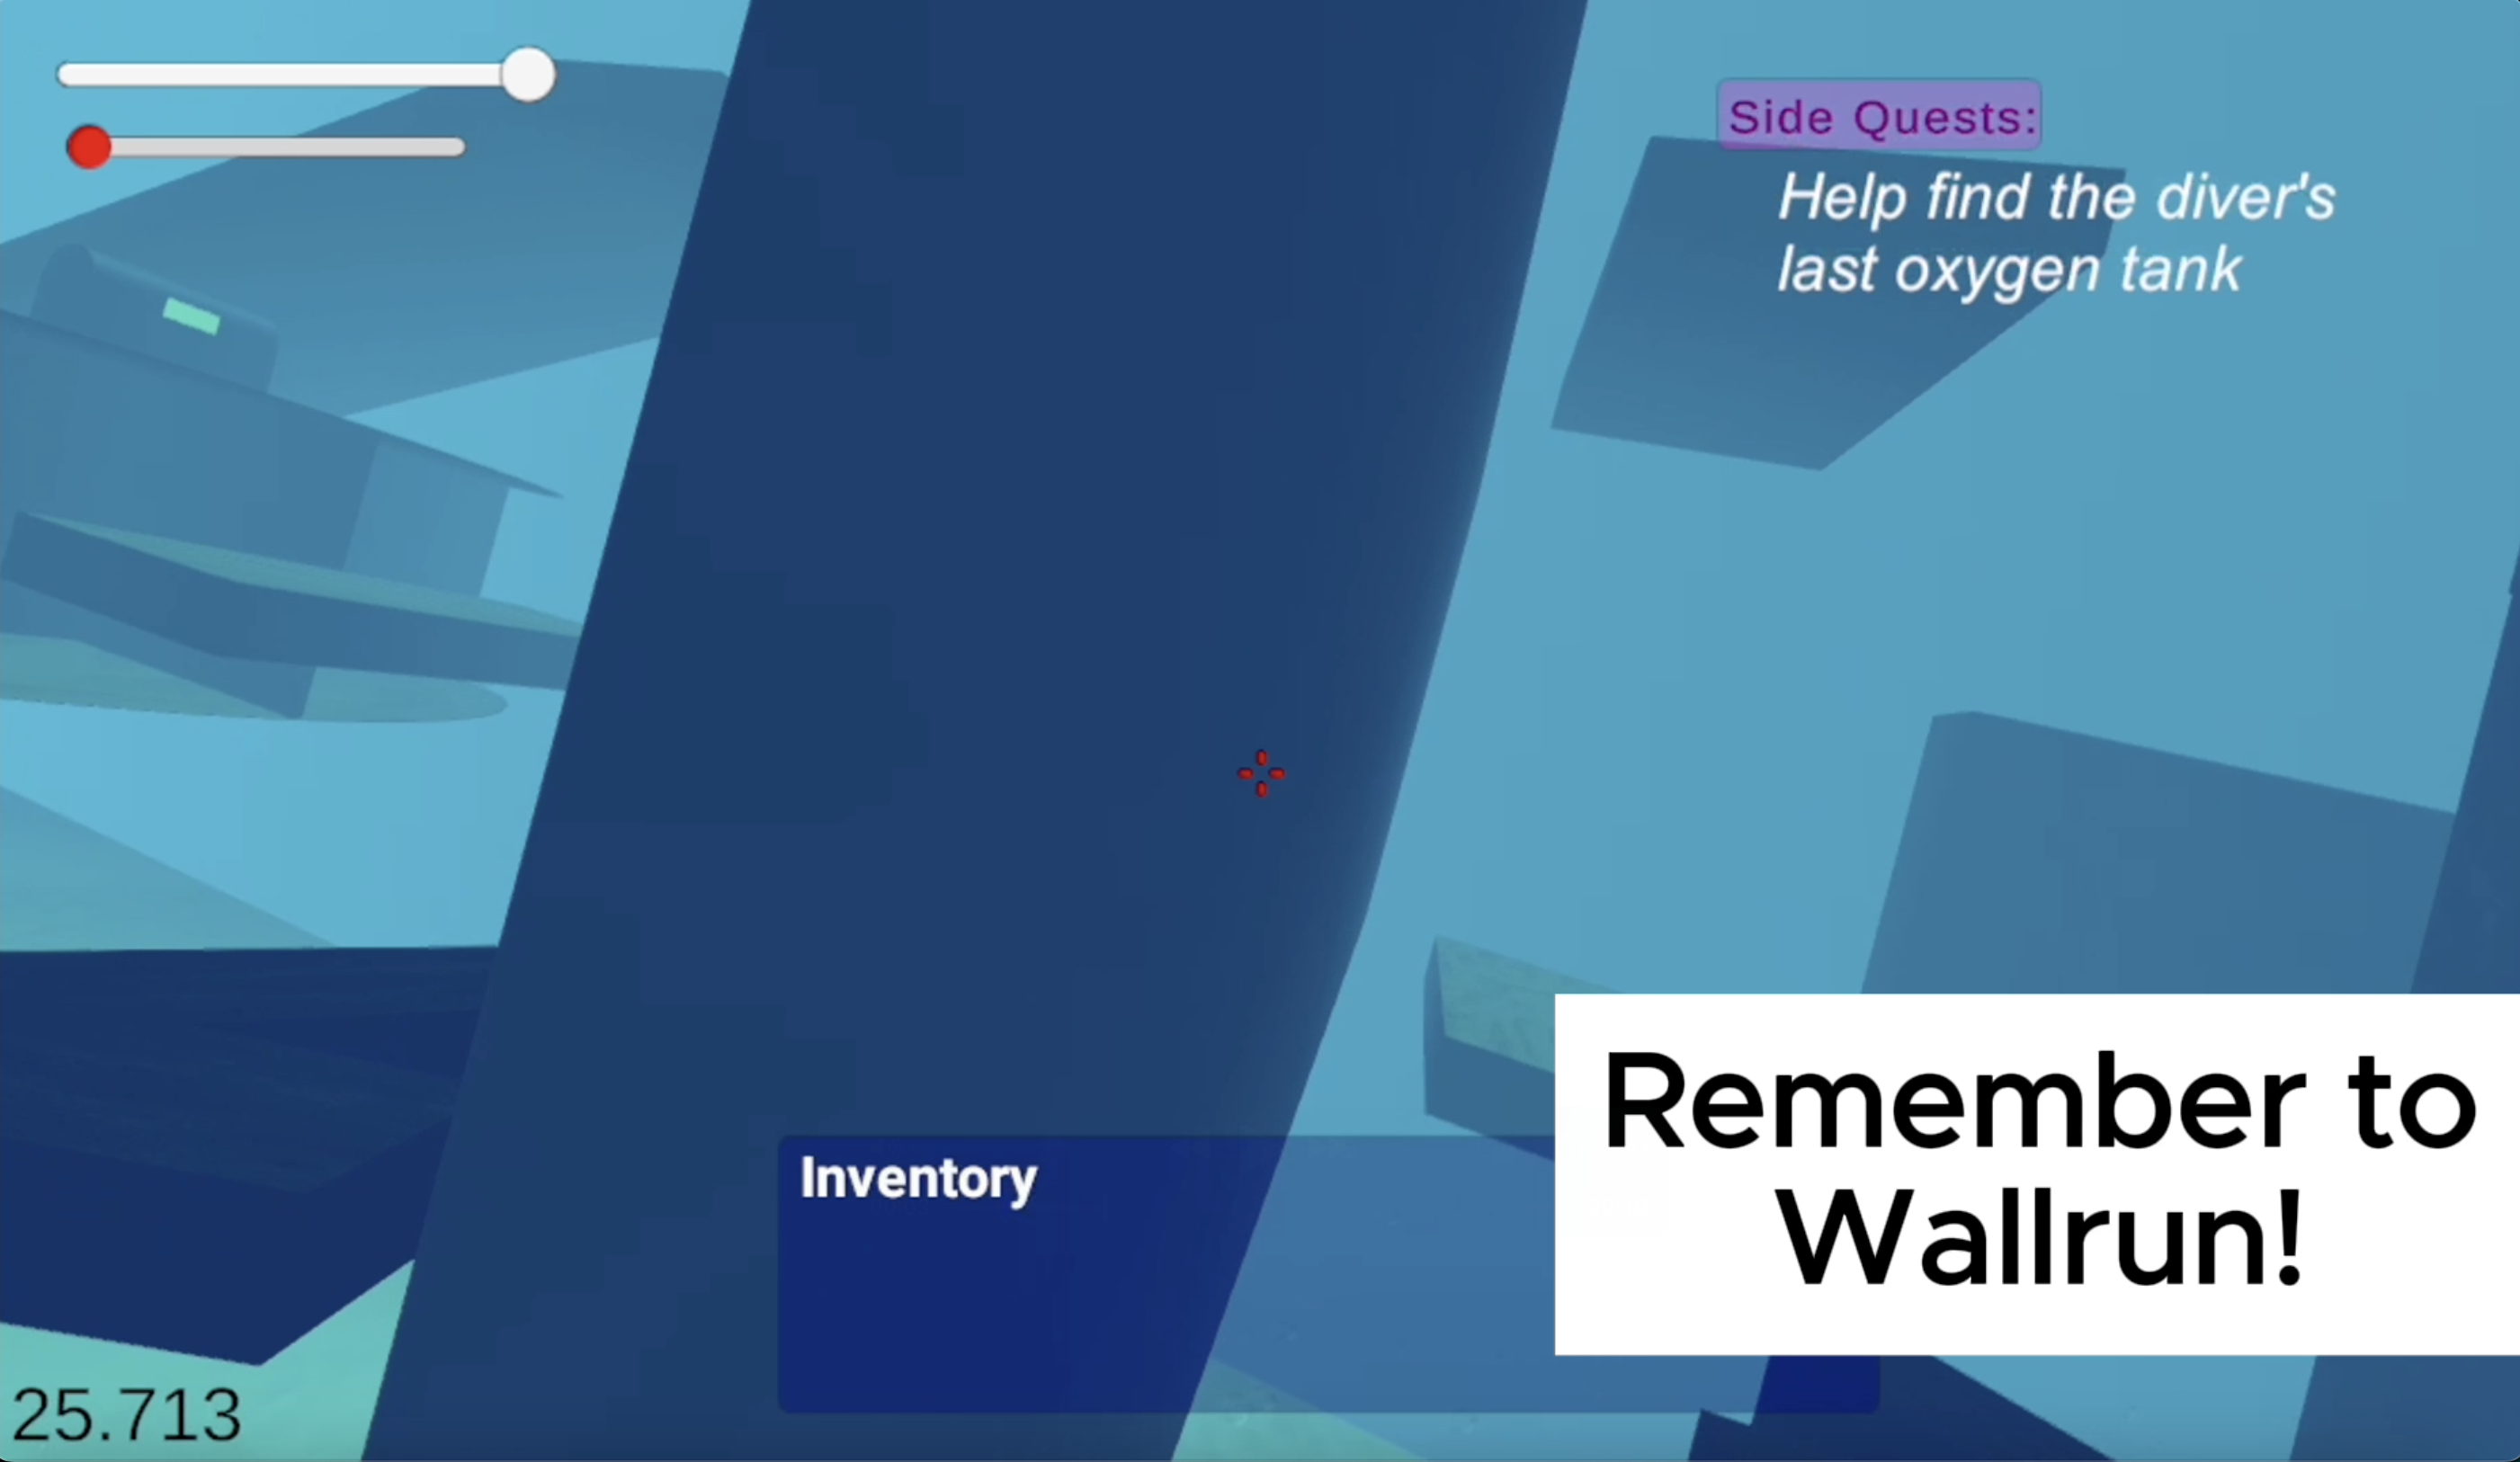 Side Quests:
Help find the diver's
last oxygen tank
Remember to
Wallrun!
Inventory
25.713